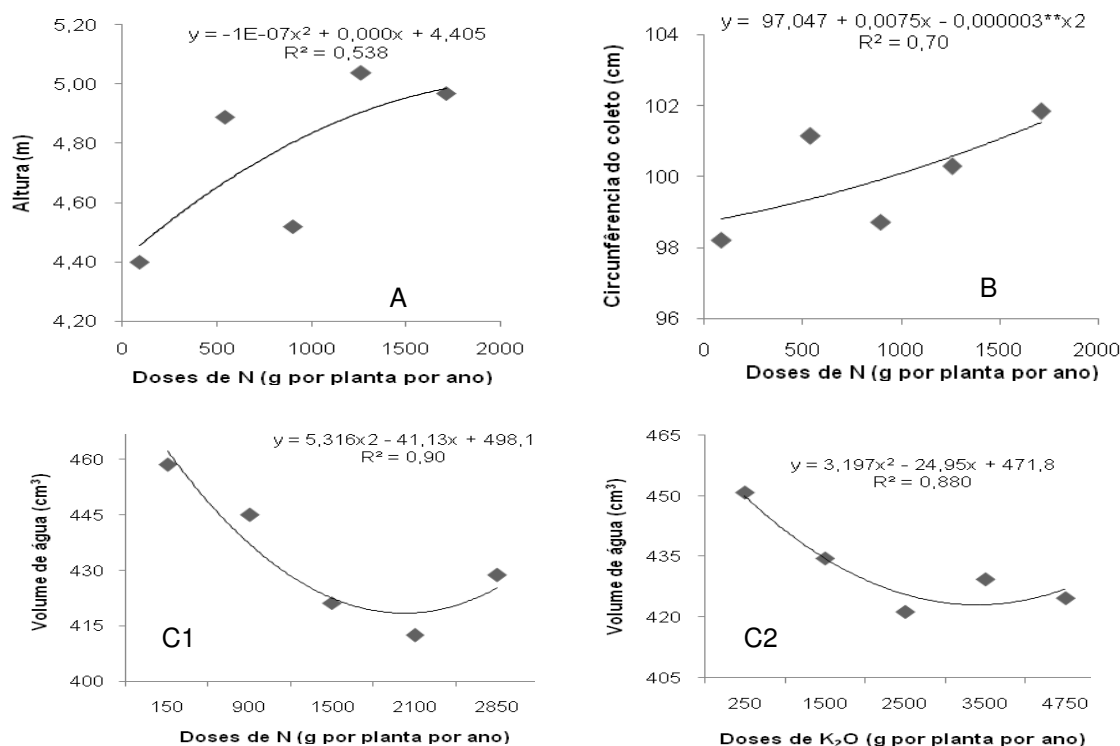 y = -1E-07x² + 0,000x + 4,405
R² = 0,538
5,20
5,00
4,80
4,60
4,40
4,20
Altura (m)
A
0 500 1000 1500 2000
Doses de N (g por planta por ano)
y = 97,047 + 0,0075x - 0,000003**x2
R² = 0,70
104
102
100
98
96
Circunfêrencia do coleto (cm)
B
0 500 1000 1500 2000
Doses de N (g por planta por ano)
y = 5,316x2 - 41,13x + 498,1
R² = 0,90
460
445
430
415
400
Volume de água (cm³)
C1
150 900 1500 2100 2850
Doses de N (g por planta por ano)
y = 3,197x² - 24,95x + 471,8
R² = 0,880
465
450
435
420
405
Volume de água (cm³)
C2
250 1500 2500 3500 4750
Doses de K₂O (g por planta por ano)